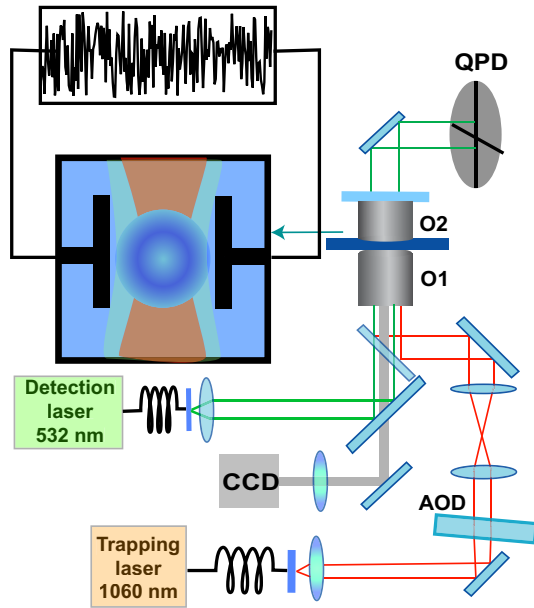 QPD
O2
O1
Detection
laser
532 nm
CCD
AOD
Trapping
laser
1060 nm